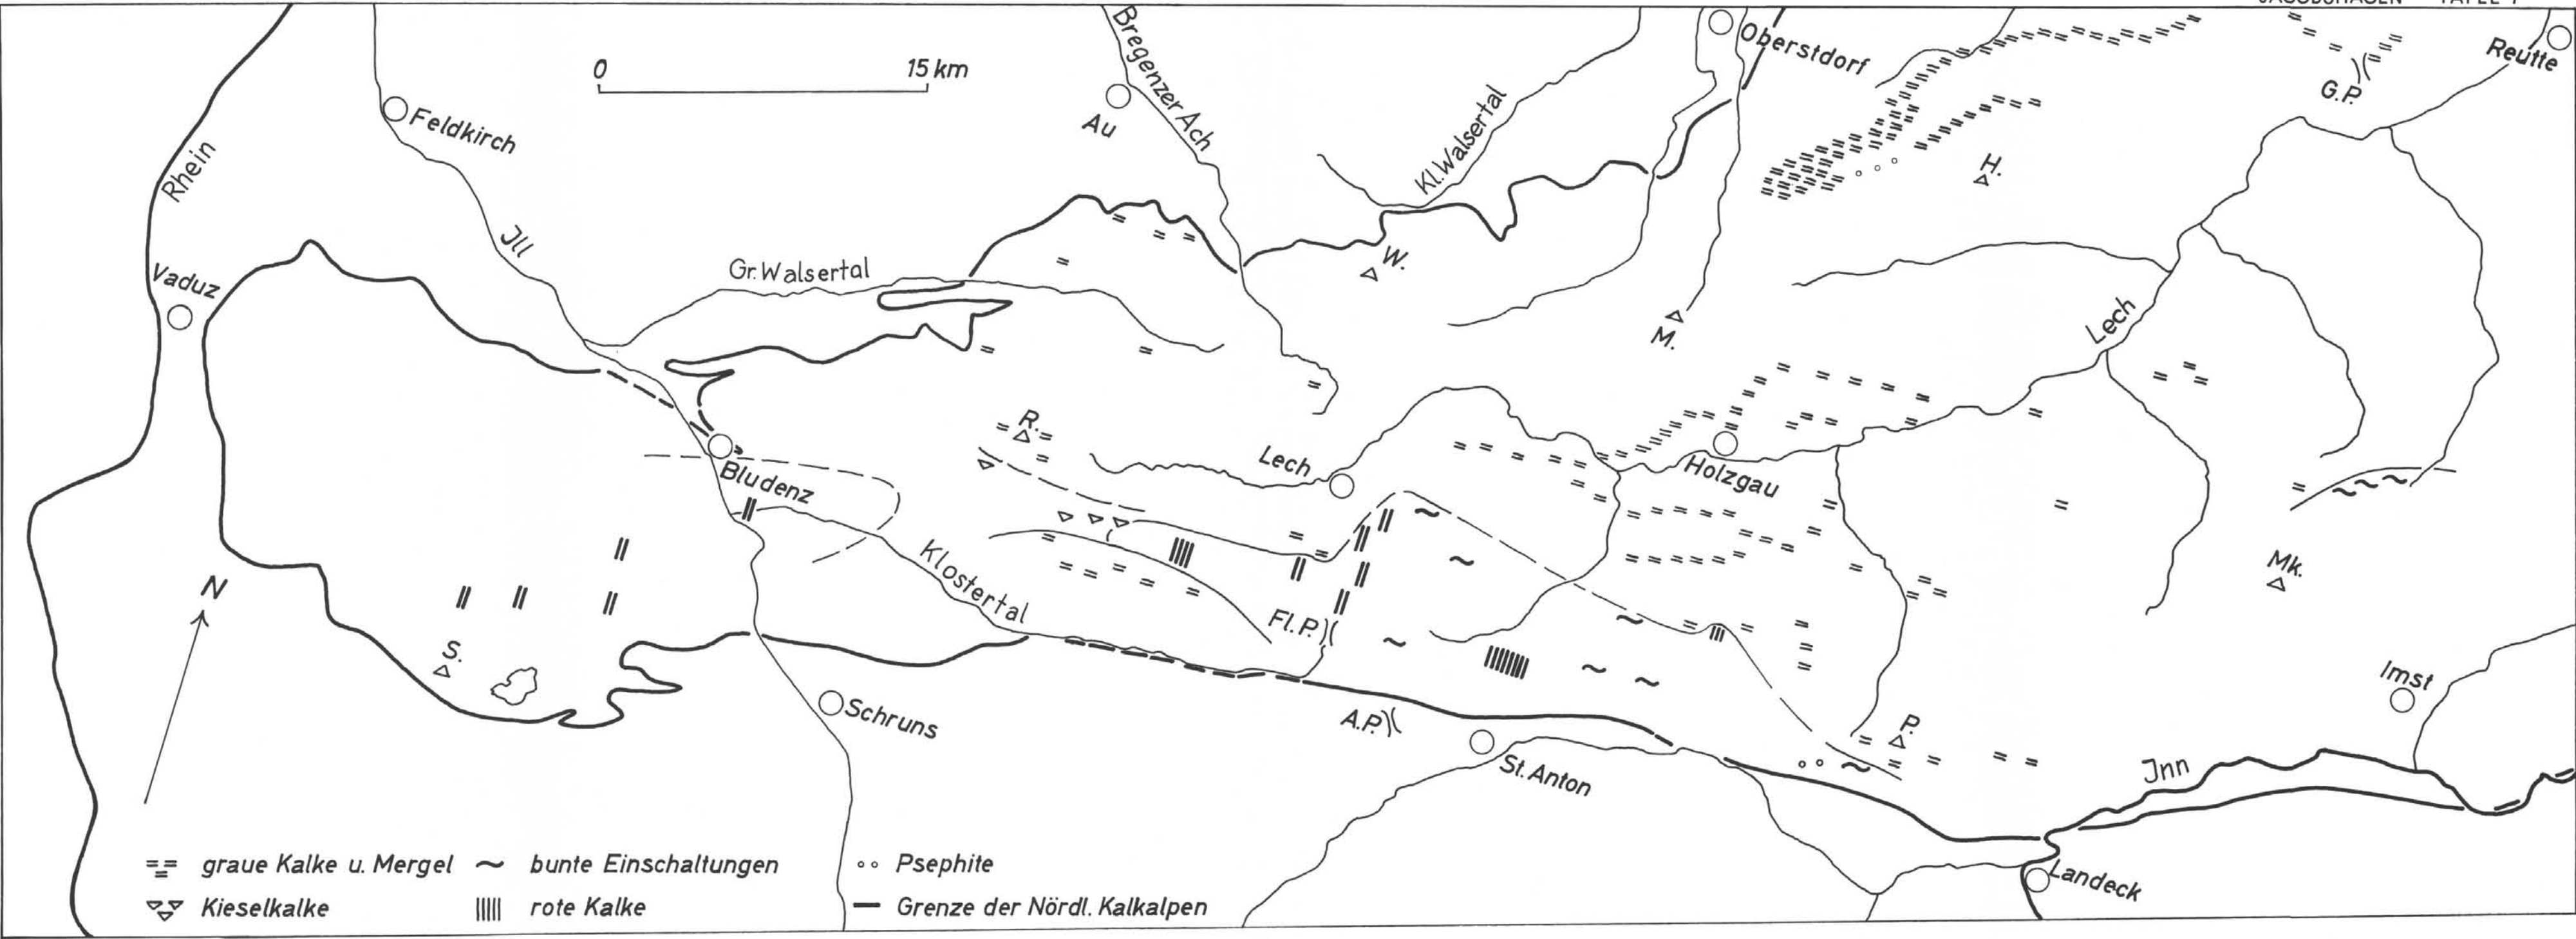 JACOBSHAGEN TAFEL
0 15 km
Bregenzer Ach
Oberstdorf
Reutte
Feldkirch
Au
Kl. Walsertal
G.P.
Rhein
H.
Jll
Gr. Walsertal
W.
Vaduz
M.
Lech
R.
Lech
Bludenz
Holzgau
Klostertal
Mk.
N
Fl.P.
S.
Imst
A.P.
P.
Schruns
St. Anton
Jnn
Landeck
graue Kalke u. Mergel
bunte Einschaltungen
Psephite
Kieselkalke
rote Kalke
Grenze der Nördl. Kalkalpen